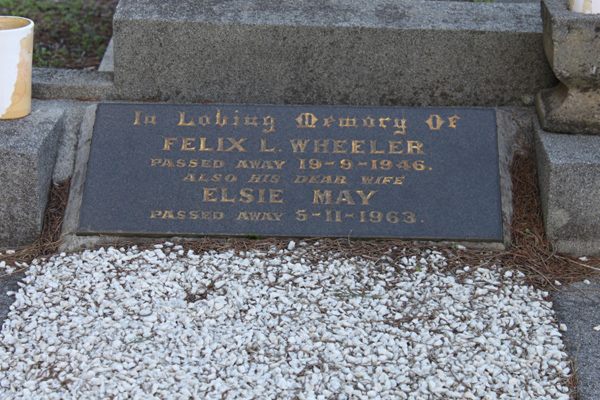 In Loving Memory Of
FELIX L. WHEELER
PASSED AWAY 19-9-1946.
ALSO HIS DEAR WIFE
ELSIE MAY
PASSED AWAY 5-11-1963.